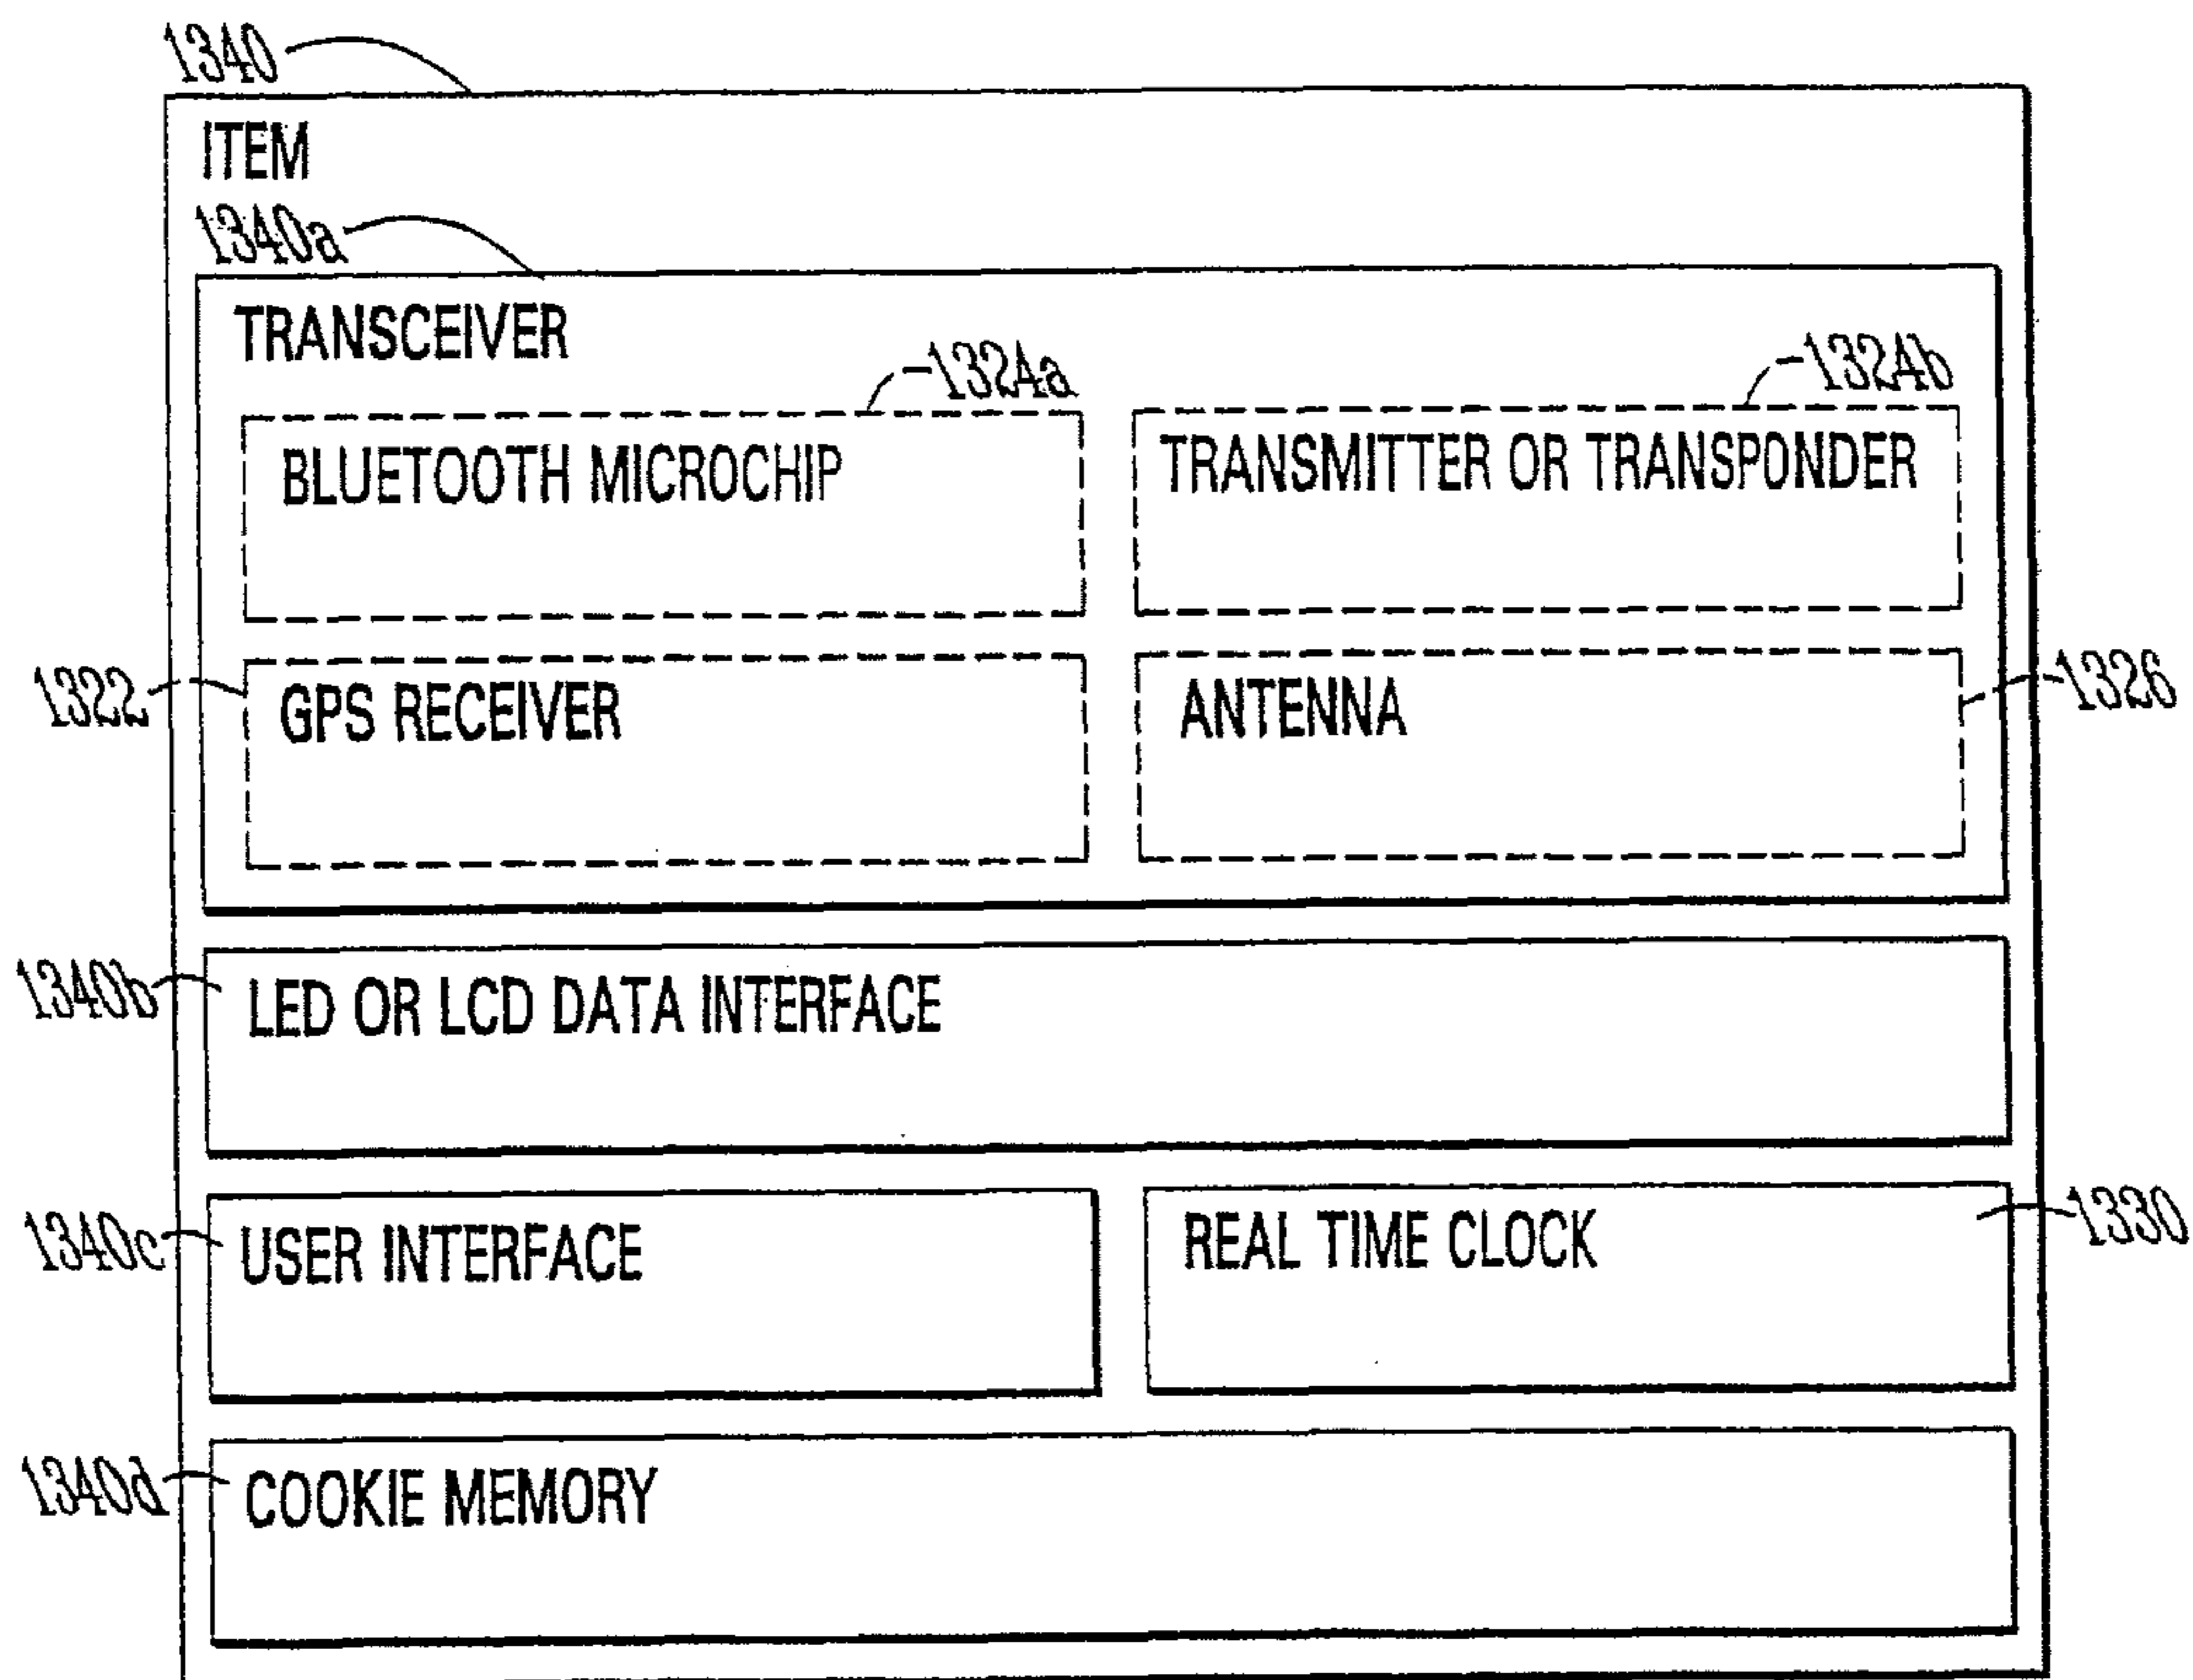 1340
ITEM
1340a
TRANSCEIVER
1324a
1324b
BLUETOOTH MICROCHIP
TRANSMITTER OR TRANSPONDER
1322
GPS RECEIVER
ANTENNA
1326
1340b
LED OR LCD DATA INTERFACE
1340c
USER INTERFACE
REAL TIME CLOCK
1330
1340d
COOKIE MEMORY